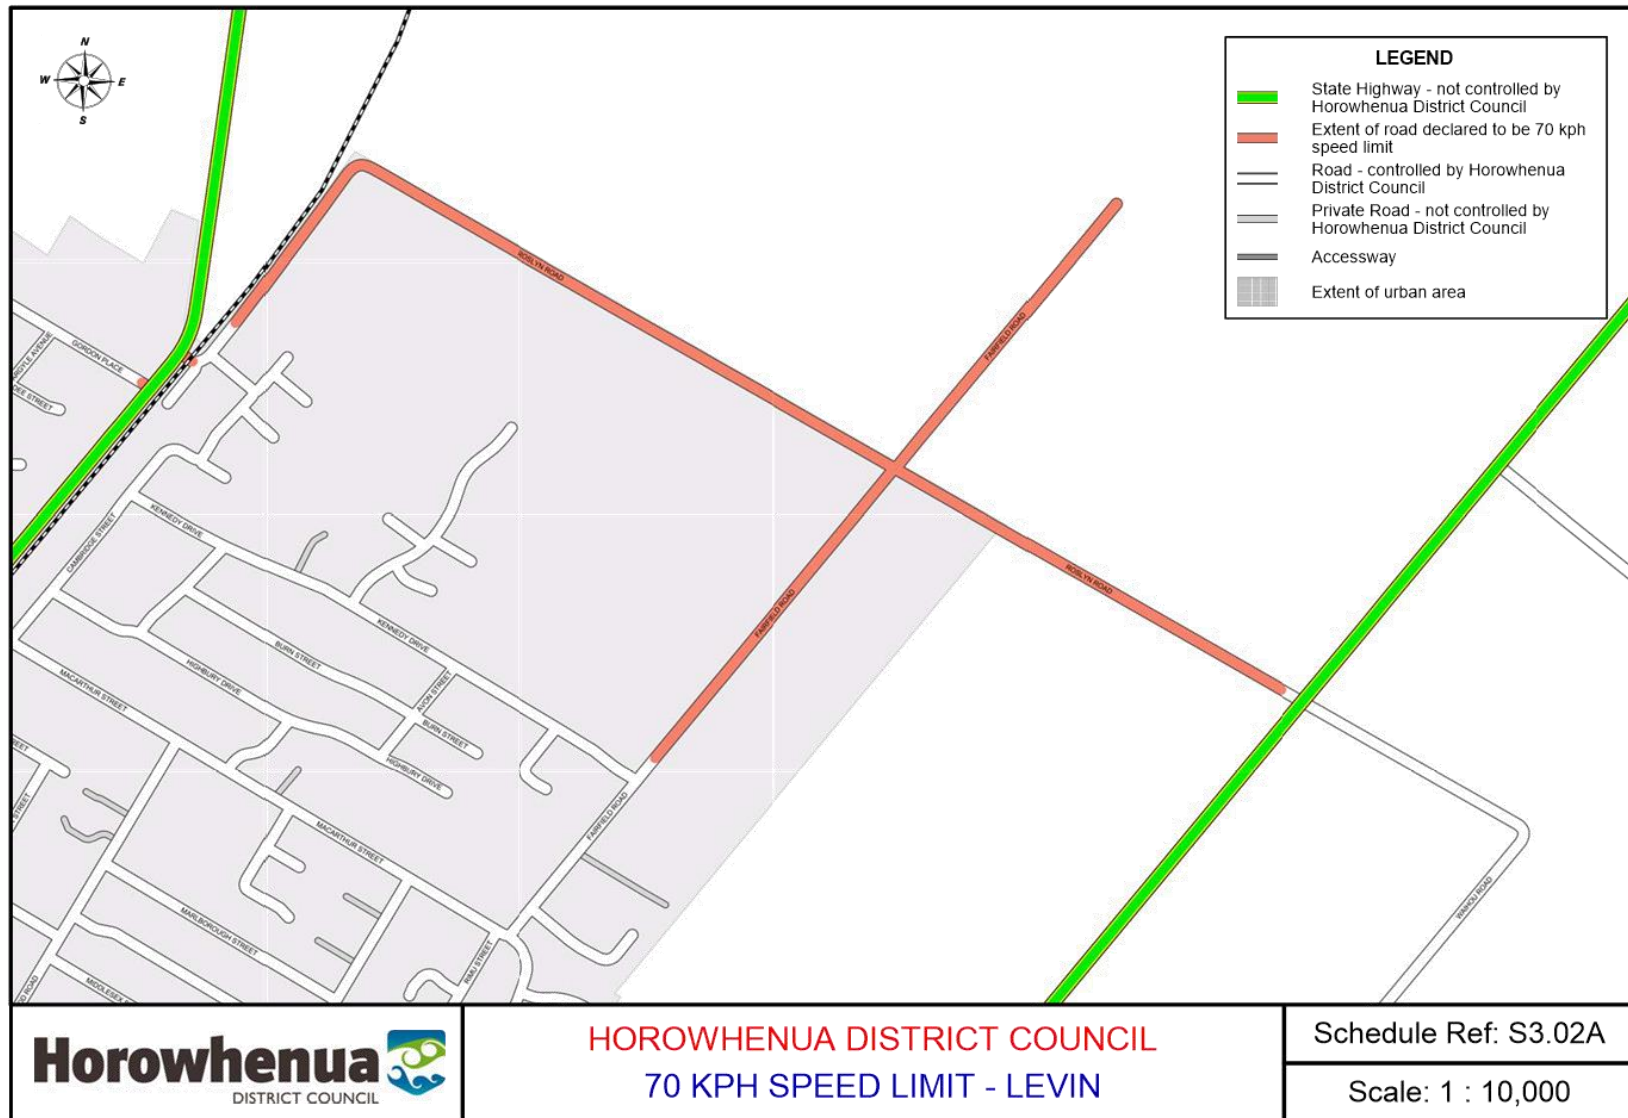 N
W
E
S
LEGEND
State Highway - not controlled by
Horowhenua District Council
Extent of road declared to be 70 kph
speed limit
Road - controlled by Horowhenua
District Council
Private Road - not controlled by
Horowhenua District Council
Accessway
Extent of urban area
ROSLYN ROAD
FAIRFIELD ROAD
GORDON PLACE
AVENUE
STREET
ROSLYN ROAD
FAIRFIELD ROAD
KENNEDY DRIVE
CAMBRIDGE STREET
KENNEDY DRIVE
BURN STREET
HIGHBURY DRIVE
AVON STREET
MACARTHUR STREET
BURN STREET
HIGHBURY DRIVE
FAIRFIELD ROAD
MACARTHUR STREET
STREET
WAIHOU ROAD
MARLBOROUGH STREET
RIMU STREET
MIDDLESEX
ROAD
Horowhenua
DISTRICT COUNCIL
HOROWHENUA DISTRICT COUNCIL
70 KPH SPEED LIMIT - LEVIN
Schedule Ref: S3.02A
Scale: 1 : 10,000